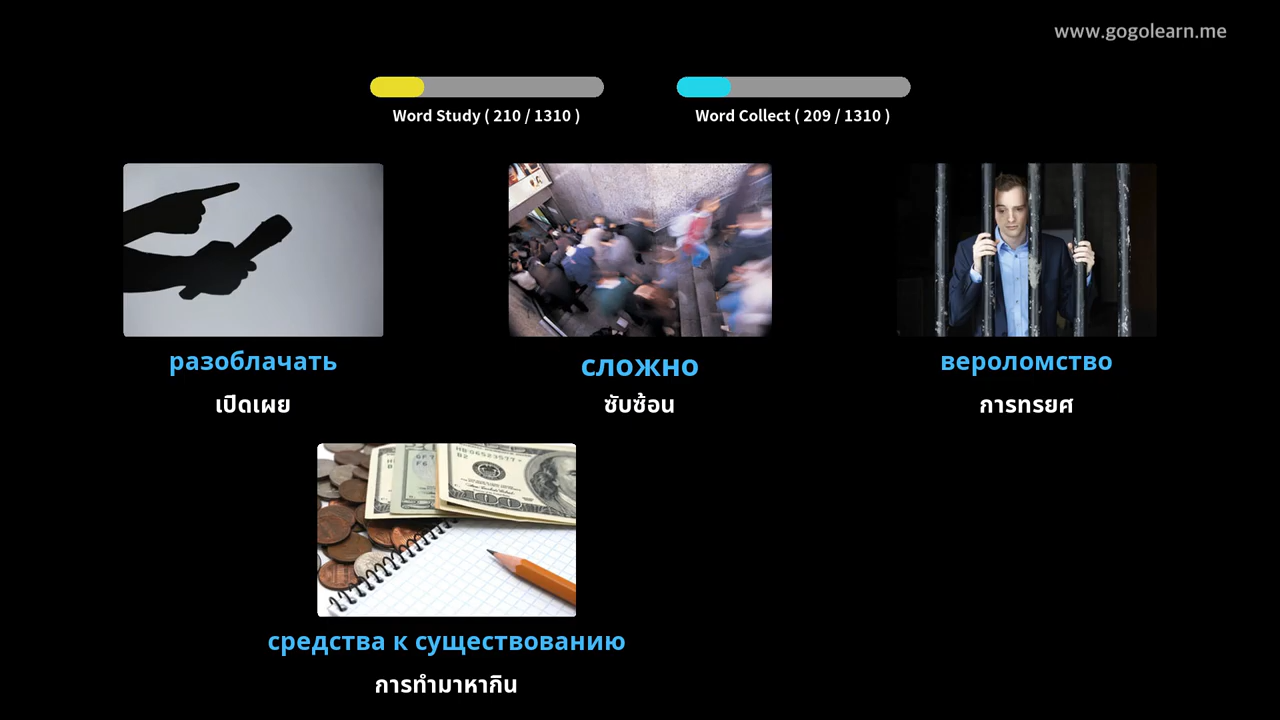 www.gogolearn.me
Word Study ( 210 / 1310 )
Word Collect ( 209 / 1310 )
разоблачать
เปิดเผย
сложно
ซับซ้อน
вероломство
การทรยศ
средства к существованию
การทำมาหากิน